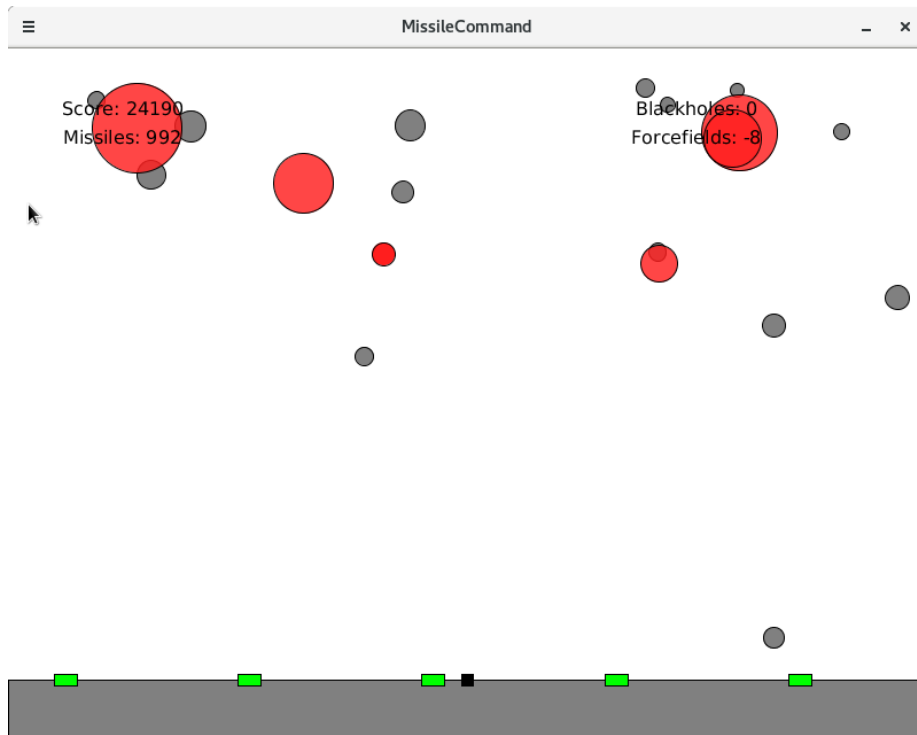 MissileCommand
Score: 24190
Missiles: 992
Blackholes: 0
Forcefields: -8